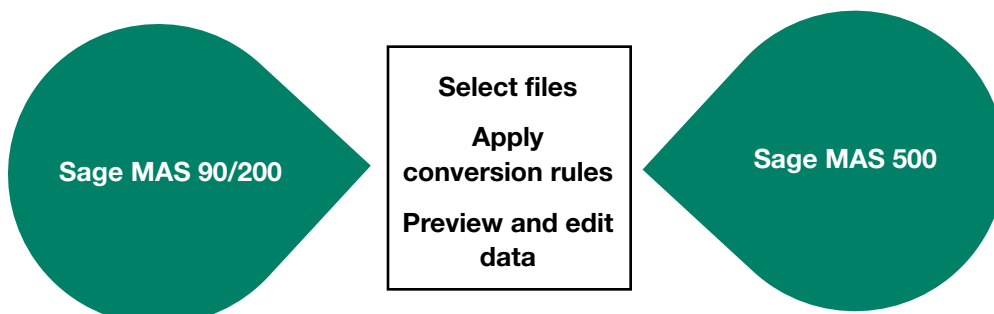 Sage MAS 90/200
Select files
Apply
conversion rules
Preview and edit
data
Sage MAS 500